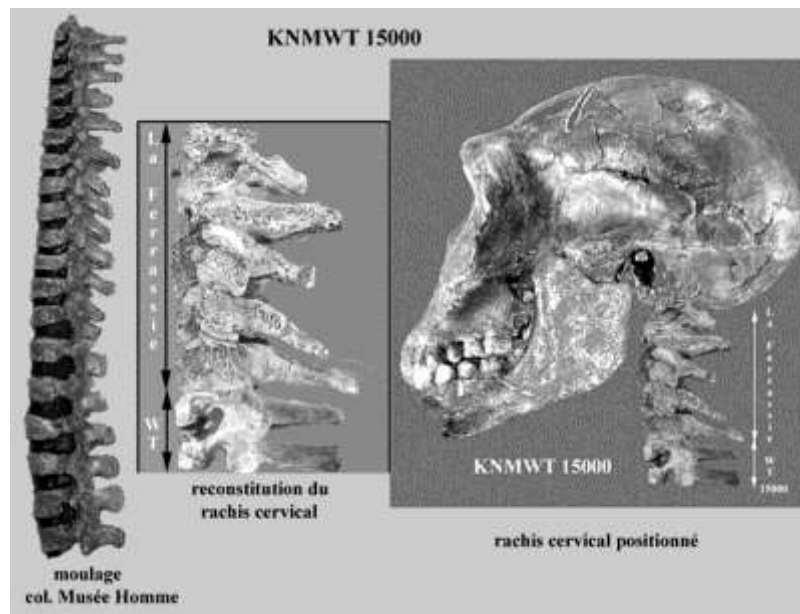 KNMWT 15000
La Ferrassie
WT
reconstitution du
rachis cervical
moulage
col. Musée Homme
La Ferrassie
WT
15000
KNMWT 15000
rachis cervical positionné